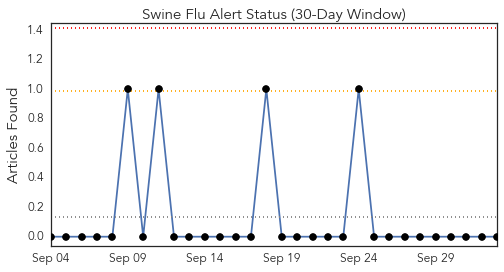 Swine Flu Alert Status (30-Day Window)
1.4
1.2
1.0
0.8
0.6
0.4
0.2
0.0
Articles Found
Sep 04 Sep 09 Sep 14 Sep 19 Sep 24 Sep 29